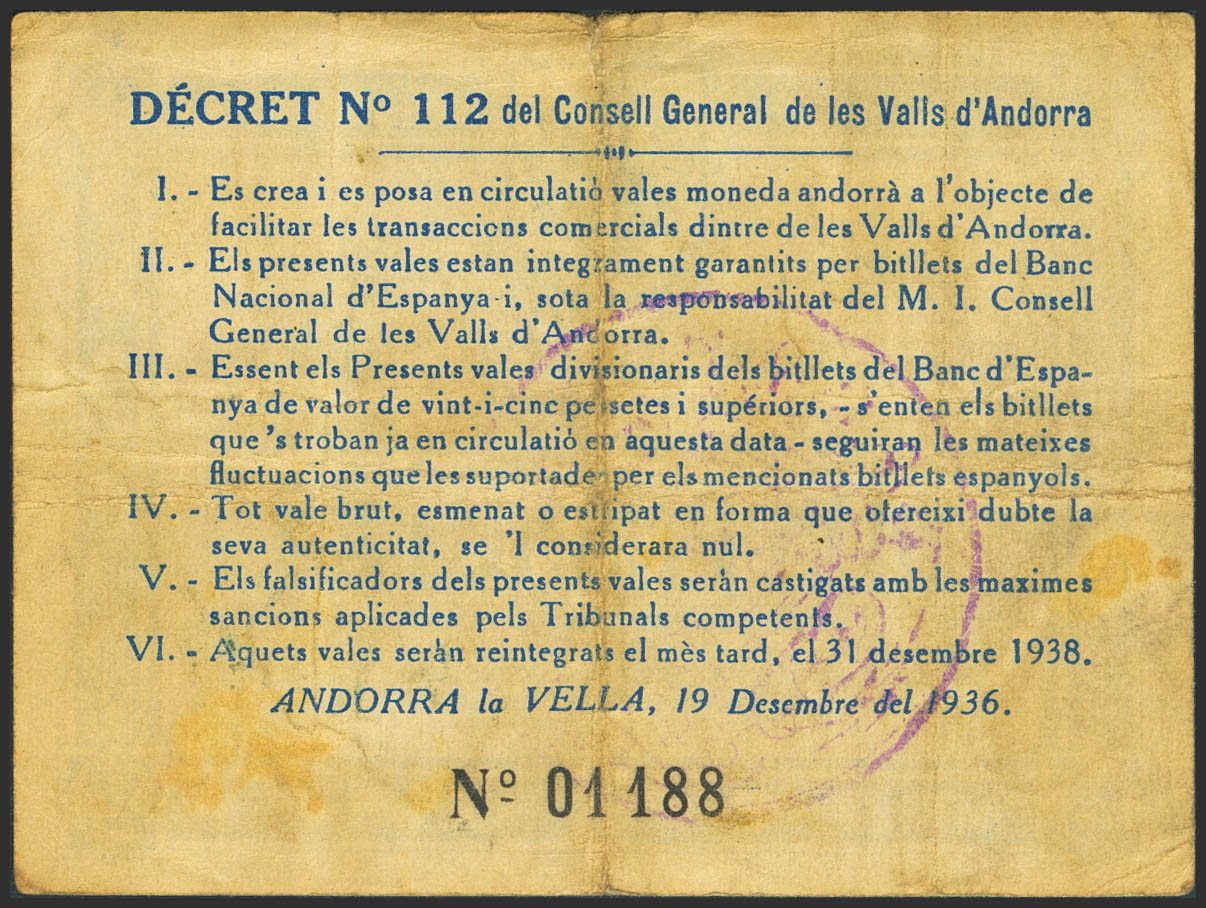 DÉCRET Nº 112 del Consell General de les Valls d'Andorra
I. - Es crea i es posa en circulatiò vales moneda andorrà a l'objecte de
facilitar les transaccions comercials dintre de les Valls d'Andorra.
II. - Els presents vales estan integrament garantits per bitllets del Banc
Nacional d'Espanya i, sota la responsabilitat del M. I. Consell
General de les Valls d'Andorra.
III. - Essent els Presents vales divisionaris dels bitllets del Banc d'Espa-
nya de valor de vint-i-cinc pessetes i supériors, - s'enten els bitllets
que 's troban ja en circulatió en aquesta data - seguiran les mateixes
fluctuacions que les suportades per els mencionats bitllets espanyols.
IV. - Tot vale brut, esmenat o estripat en forma que ofereixi dubte la
seva autenticitat, se 'l considerara nul.
V. - Els falsificadors dels presents vales seràn castigats amb les maximes
sancions aplicades pels Tribunals competents.
VI. - Aquets vales seràn reintegrats el mès tard, el 31 desembre 1938.
ANDORRA la VELLA, 19 Desembre del 1936.
Nº 01188